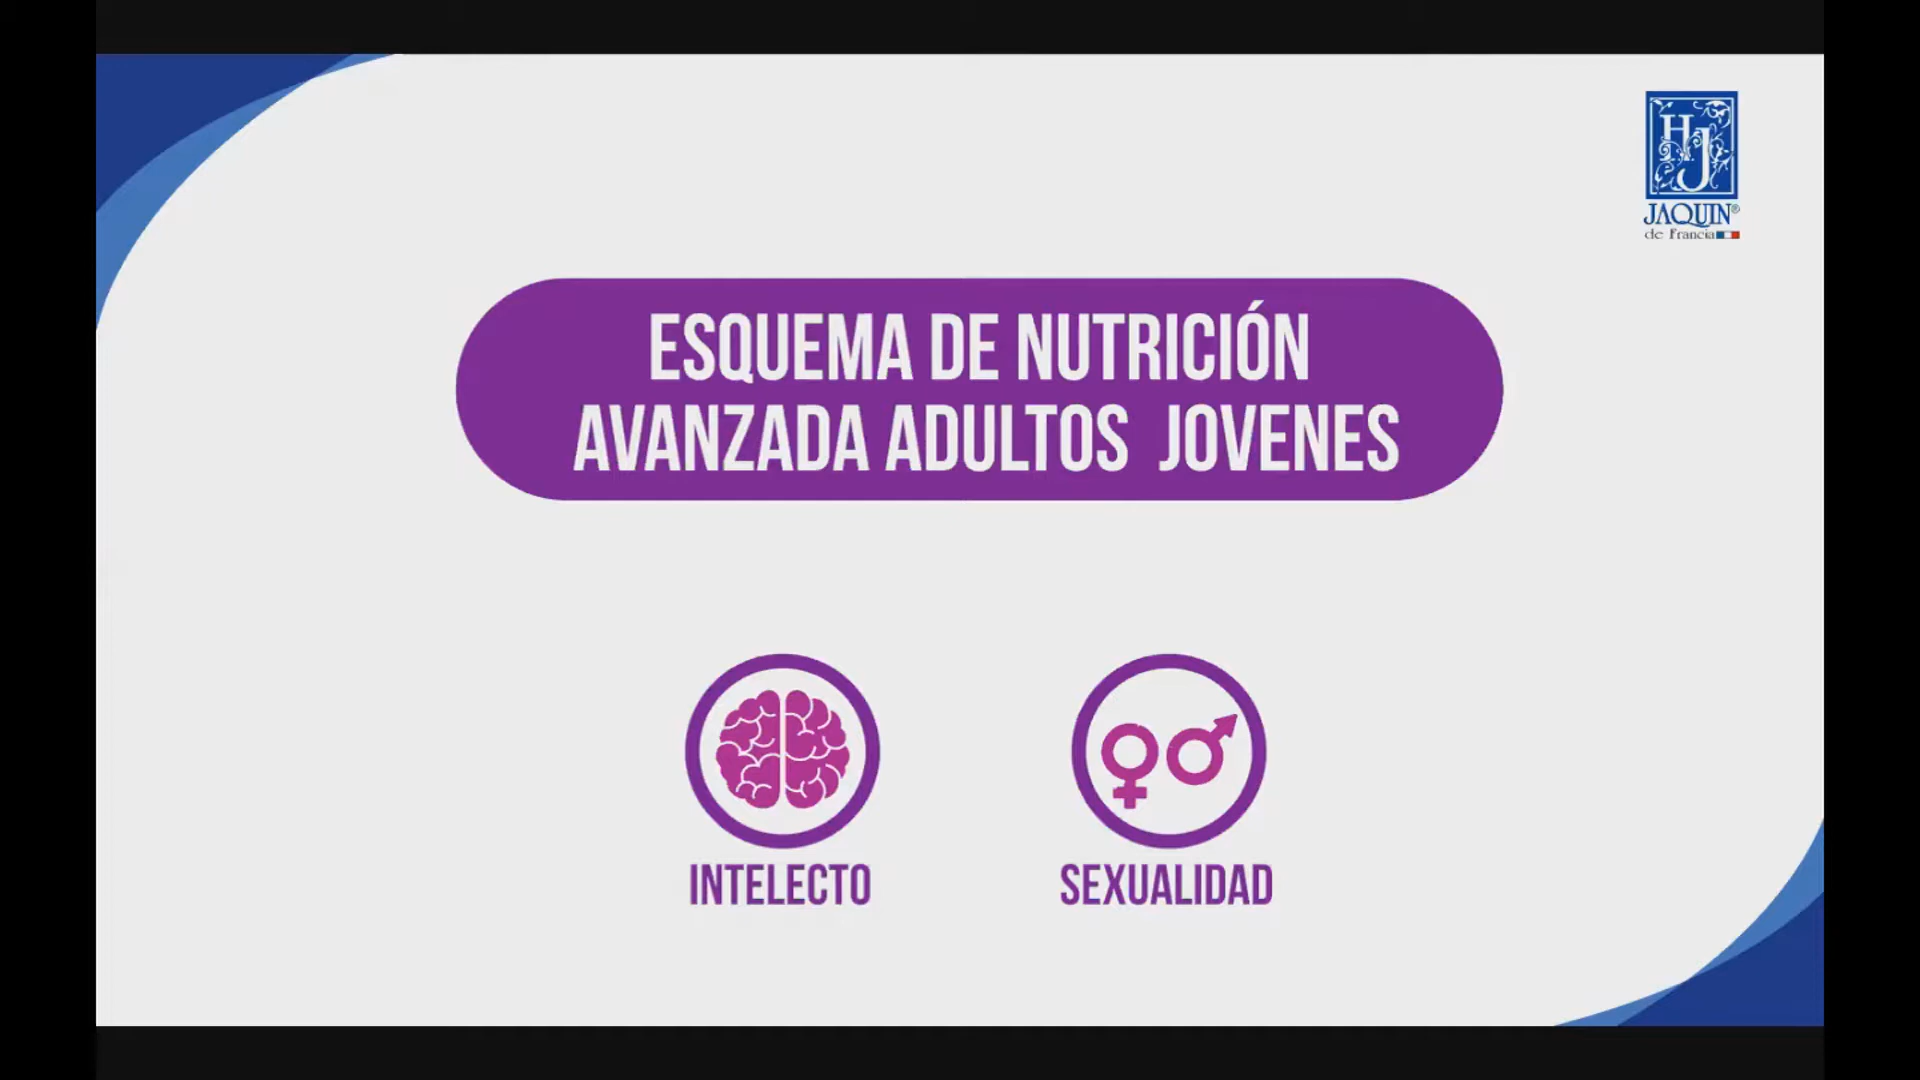 HJ
JAQUIN®
de Francia
ESQUEMA DE NUTRICIÓN
AVANZADA ADULTOS JOVENES
INTELECTO
SEXUALIDAD